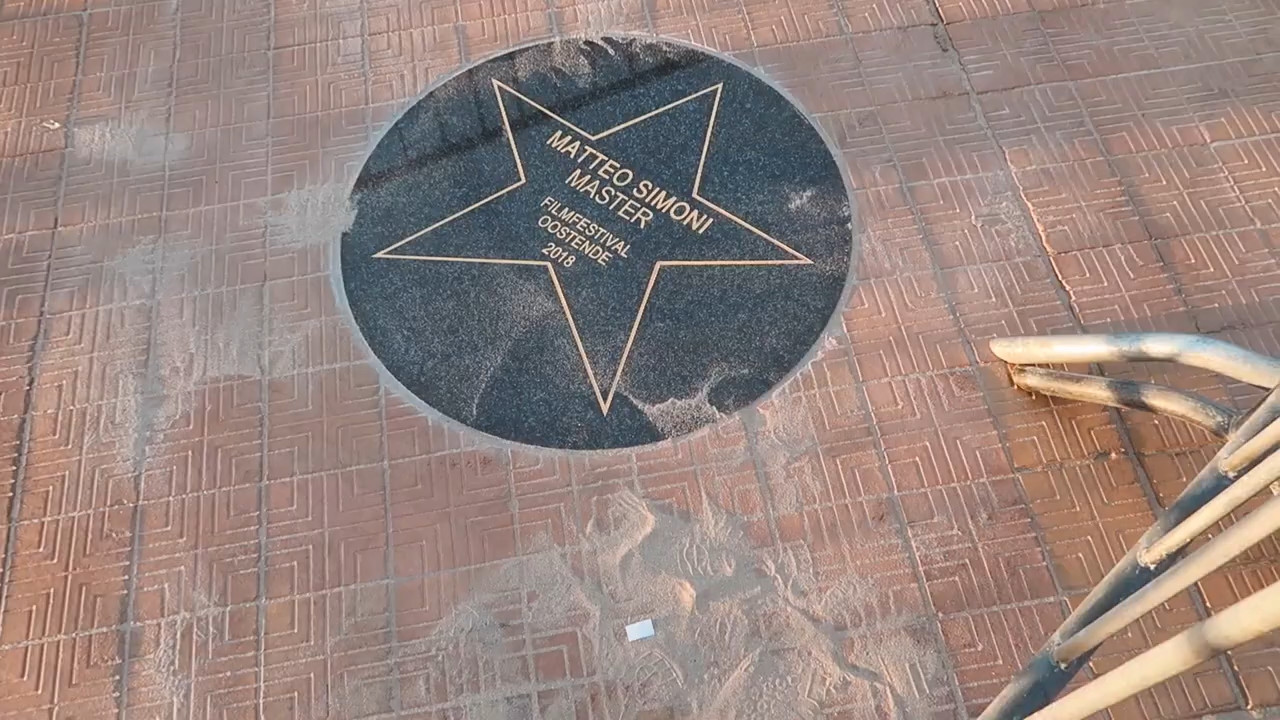 MATTEO SIMONI
MASTER
FILMFESTIVAL
OOSTENDE
2018